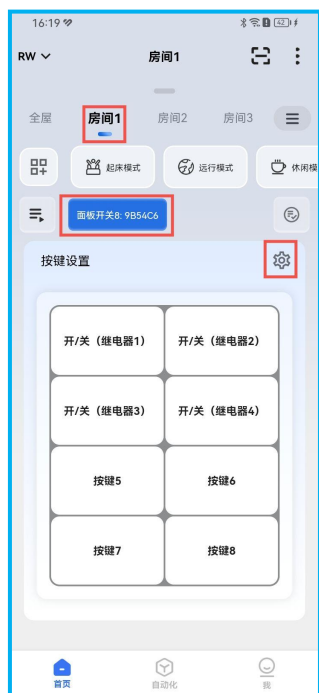 16:19 42
RW 房间1
全屋 房间1 房间2 房间3
起床模式 运行模式 休闲模
面板开关8: 9B54C6
按键设置
开/关（继电器1） 开/关（继电器2）
开/关（继电器3） 开/关（继电器4）
按键5 按键6
按键7 按键8
首页 自动化 我